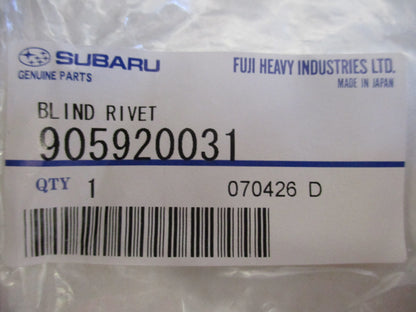 SUBARU
GENUINE PARTS
FUJI HEAVY INDUSTRIES LTD.
MADE IN JAPAN
BLIND RIVET
905920031
QTY 1 070426 D